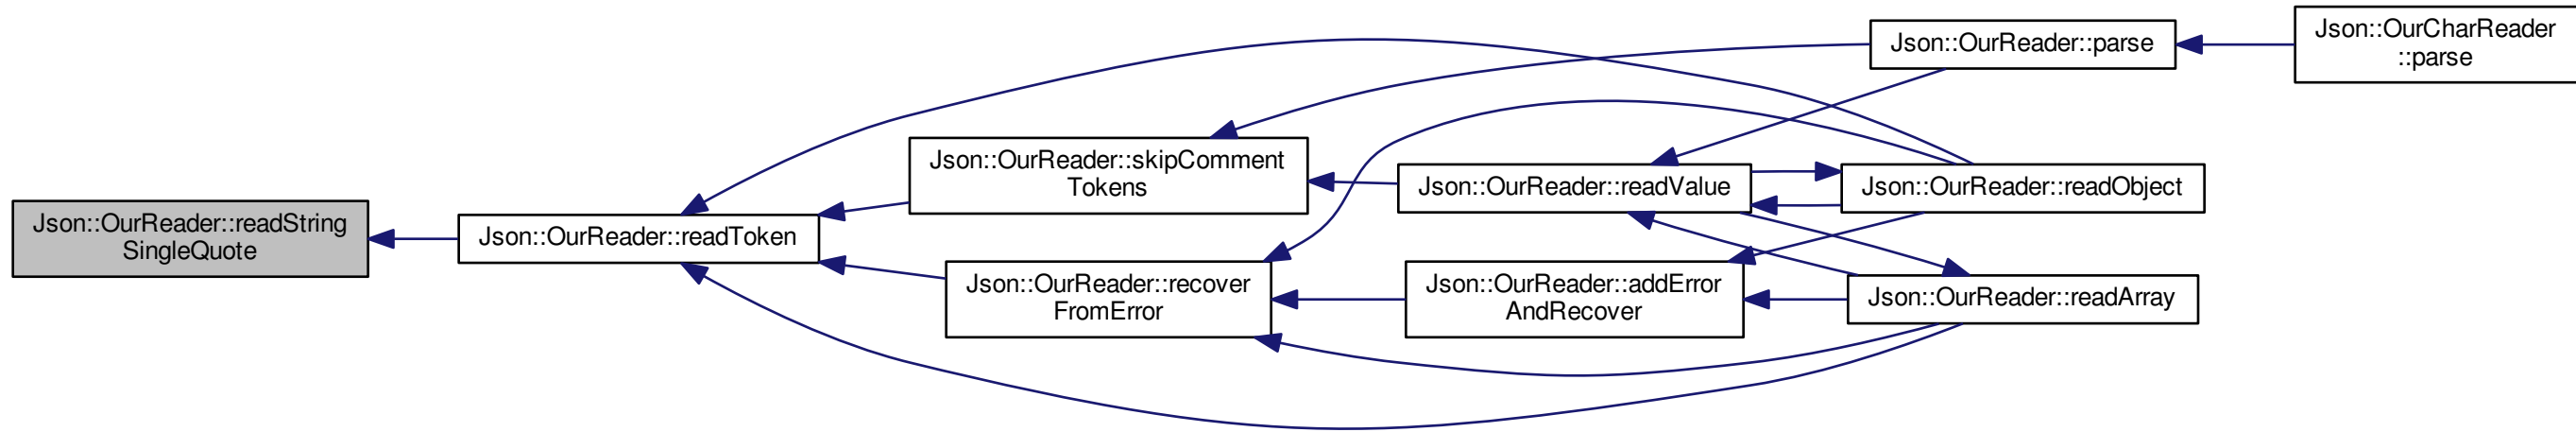 Json::OurReader::readString
SingleQuote
Json::OurReader::readToken
Json::OurReader::skipComment
Tokens
Json::OurReader::recover
FromError
Json::OurReader::readValue
Json::OurReader::addError
AndRecover
Json::OurReader::parse
Json::OurReader::readObject
Json::OurReader::readArray
Json::OurCharReader
::parse